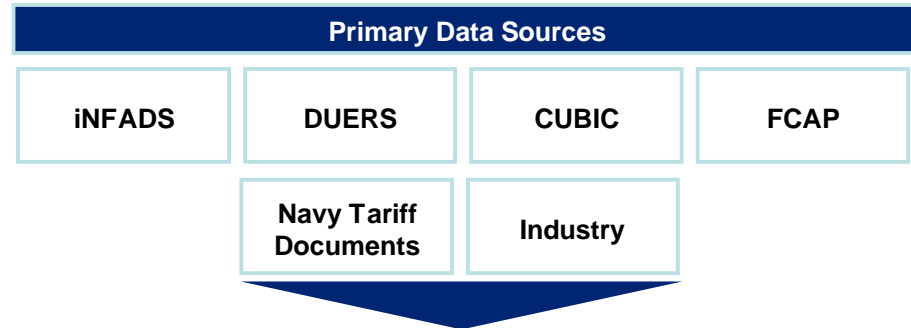 Primary Data Sources
iNFADS
DUERS
CUBIC
FCAP
Navy Tariff
Documents
Industry